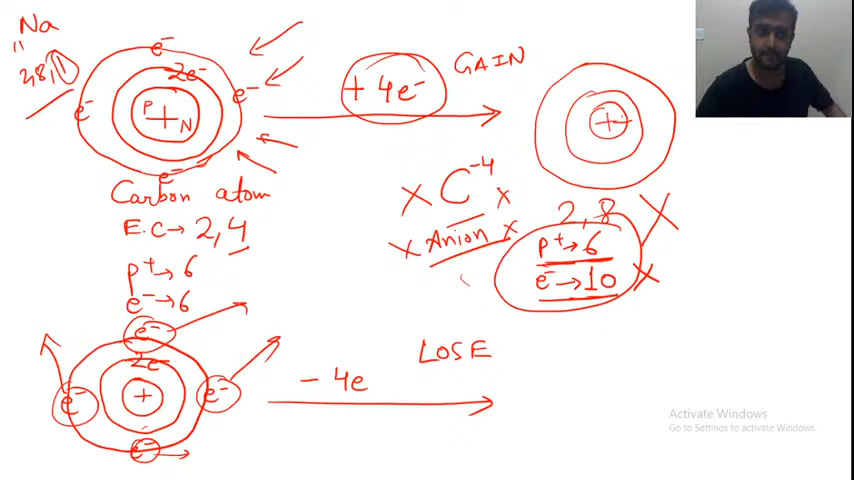 Na
11
2,8,1
e-
2e-
e-
e-
P
+
N
e-
+ 4e-
GAIN
+
Carbon atom
E.C → 2,4
p+ → 6
e- → 6
x C-4 x
x Anion x
2,8
p+ → 6
e- → 10
e-
2e-
e-
+
e-
e-
- 4e
LOSE
Activate Windows
Go to Settings to activate Windows.